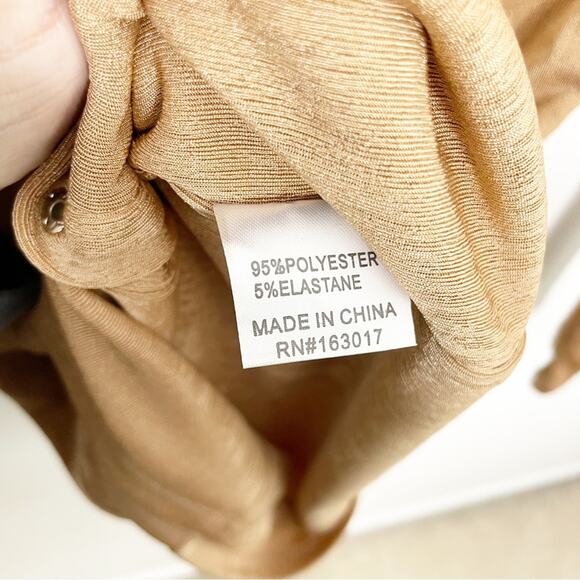 95%POLYESTER
5%ELASTANE
MADE IN CHINA
RN#163017